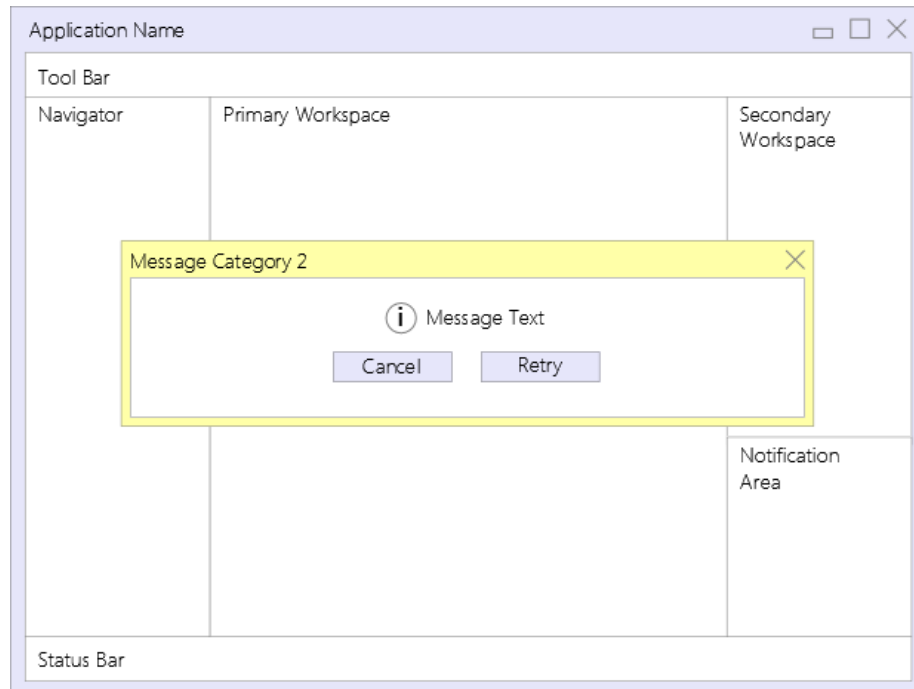 Application Name
Tool Bar
Navigator
Primary Workspace
Secondary
Workspace
Message Category 2
i Message Text
Cancel
Retry
Notification
Area
Status Bar